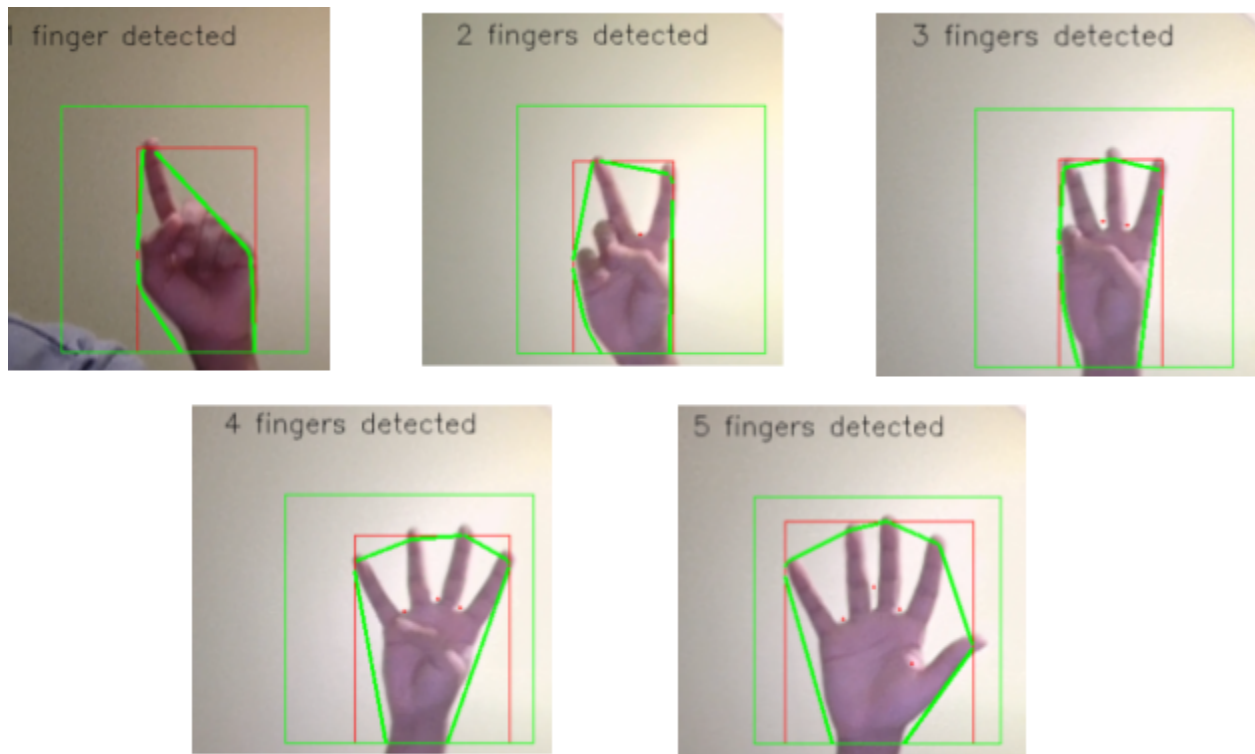 1 finger detected
2 fingers detected
3 fingers detected
4 fingers detected
5 fingers detected